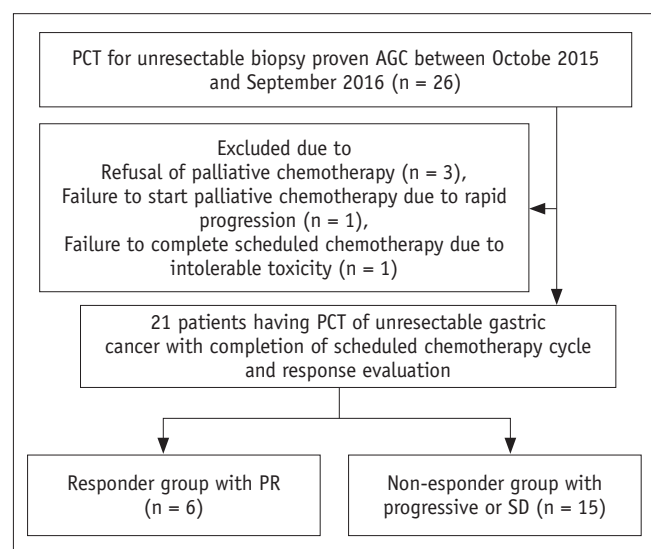 PCT for unresectable biopsy proven AGC between Octobe 2015
and September 2016 (n = 26)
Excluded due to
Refusal of palliative chemotherapy (n = 3),
Failure to start palliative chemotherapy due to rapid
progression (n = 1),
Failure to complete scheduled chemotherapy due to
intolerable toxicity (n = 1)
21 patients having PCT of unresectable gastric
cancer with completion of scheduled chemotherapy cycle
and response evaluation
Responder group with PR
(n = 6)
Non-esponder group with
progressive or SD (n = 15)